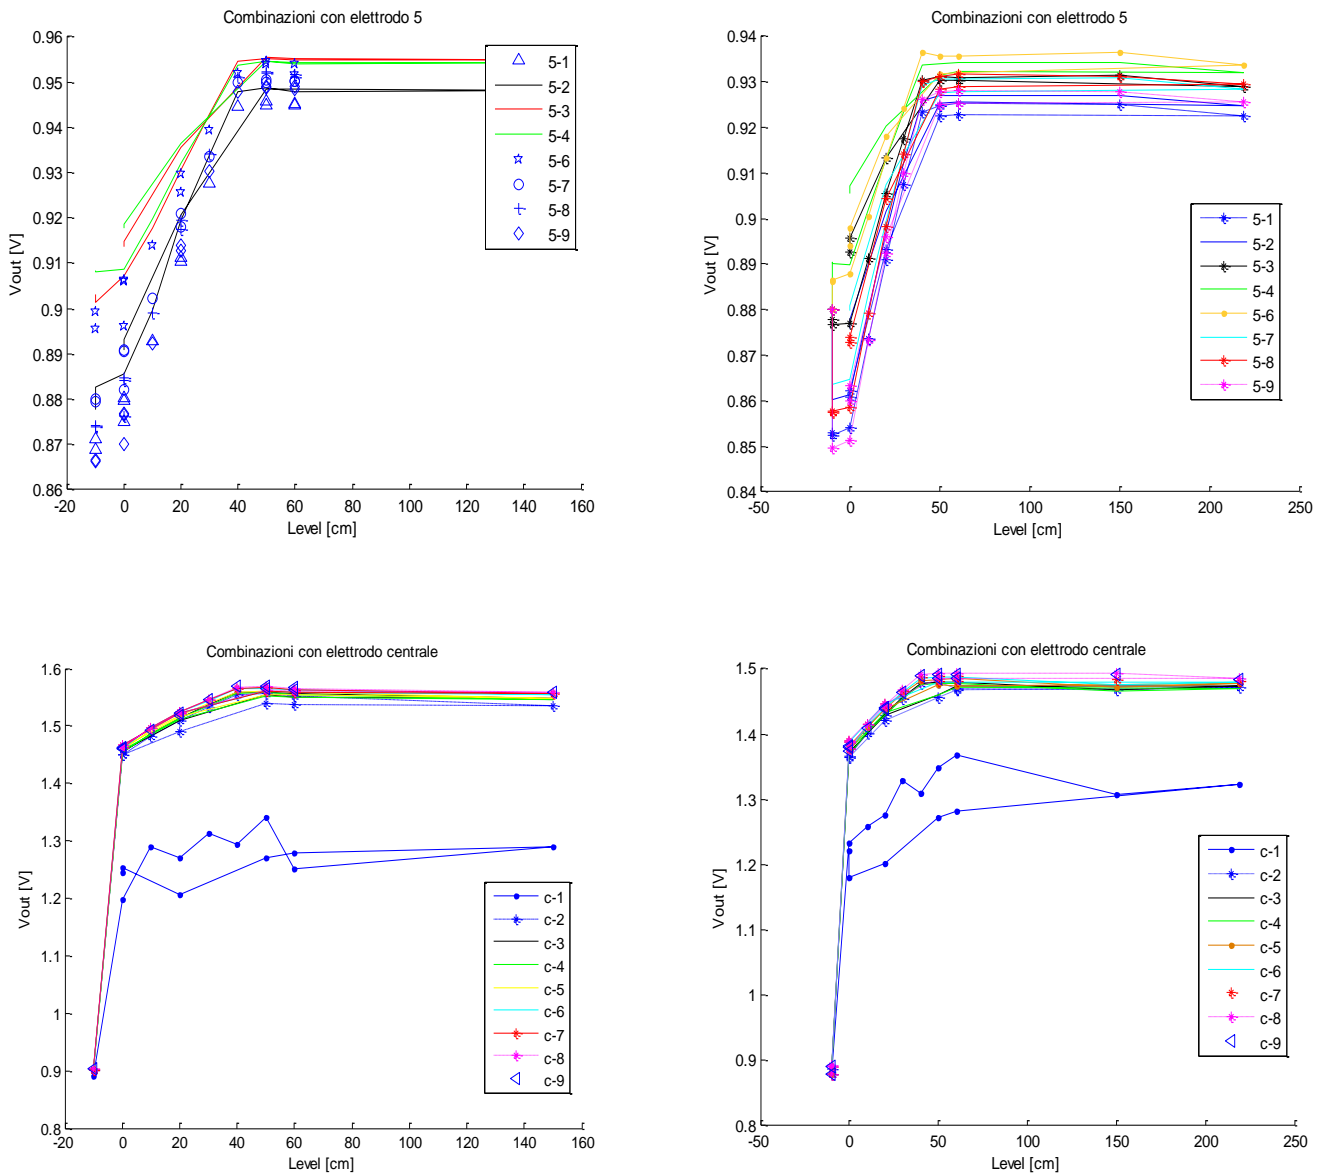 Combinazioni con elettrodo 5
0.96
0.95
0.94
0.93
0.92
0.91
0.9
0.89
0.88
0.87
0.86
-20
0
20
40
60
80
100
120
140
160
Vout [V]
Level [cm]
5-1
5-2
5-3
5-4
5-6
5-7
5-8
5-9
Combinazioni con elettrodo 5
0.94
0.93
0.92
0.91
0.9
0.89
0.88
0.87
0.86
0.85
0.84
-50
0
50
100
150
200
250
Vout [V]
Level [cm]
5-1
5-2
5-3
5-4
5-6
5-7
5-8
5-9
Combinazioni con elettrodo centrale
1.6
1.5
1.4
1.3
1.2
1.1
1
0.9
0.8
-20
0
20
40
60
80
100
120
140
160
Vout [V]
Level [cm]
c-1
c-2
c-3
c-4
c-5
c-6
c-7
c-8
c-9
Combinazioni con elettrodo centrale
1.5
1.4
1.3
1.2
1.1
1
0.9
0.8
-50
0
50
100
150
200
250
Vout [V]
Level [cm]
c-1
c-2
c-3
c-4
c-5
c-6
c-7
c-8
c-9